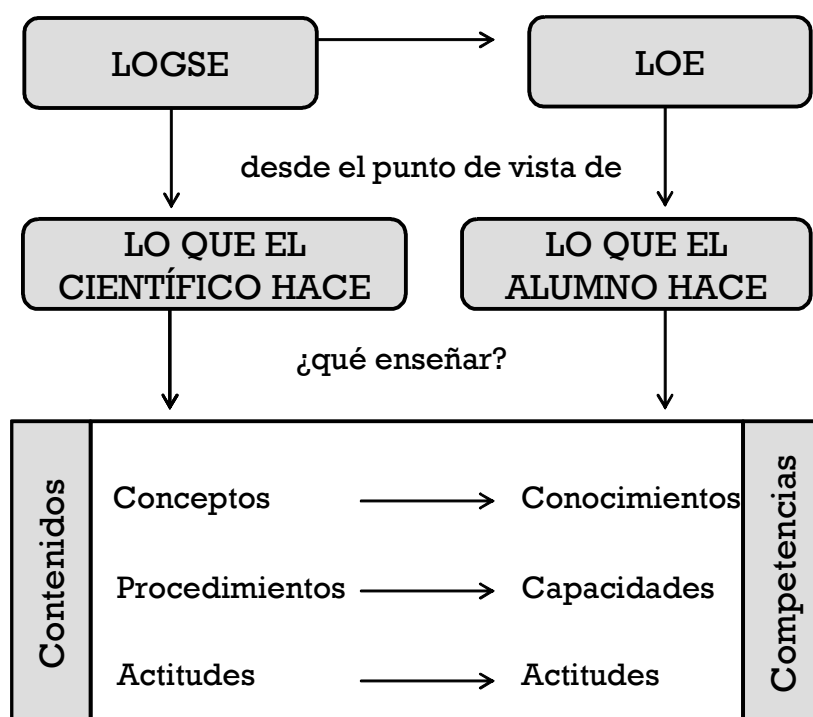 LOGSE
LOE
desde el punto de vista de
LO QUE EL
CIENTÍFICO HACE
LO QUE EL
ALUMNO HACE
¿qué enseñar?
Contenidos
Conceptos
Conocimientos
Procedimientos
Capacidades
Actitudes
Actitudes
Competencias